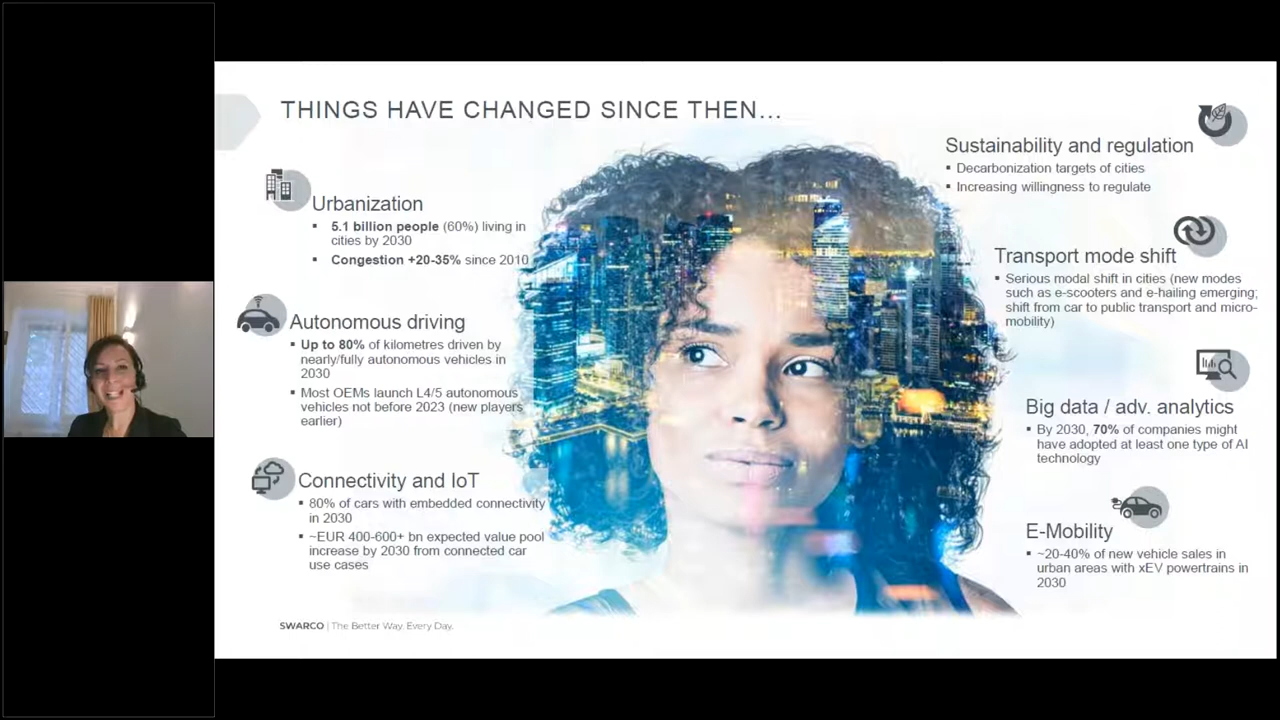 THINGS HAVE CHANGED SINCE THEN...
Urbanization
▪ 5.1 billion people (60%) living in
cities by 2030
▪ Congestion +20-35% since 2010
Autonomous driving
▪ Up to 80% of kilometres driven by
nearly/fully autonomous vehicles in
2030
▪ Most OEMs launch L4/5 autonomous
vehicles not before 2023 (new players
earlier)
Connectivity and IoT
▪ 80% of cars with embedded connectivity
in 2030
▪ ~EUR 400-600+ bn expected value pool
increase by 2030 from connected car
use cases
Sustainability and regulation
▪ Decarbonization targets of cities
▪ Increasing willingness to regulate
Transport mode shift
▪ Serious modal shift in cities (new modes
such as e-scooters and e-hailing emerging;
shift from car to public transport and micro-
mobility)
Big data / adv. analytics
▪ By 2030, 70% of companies might
have adopted at least one type of AI
technology
E-Mobility
▪ ~20-40% of new vehicle sales in
urban areas with xEV powertrains in
2030
SWARCO | The Better Way. Every Day.